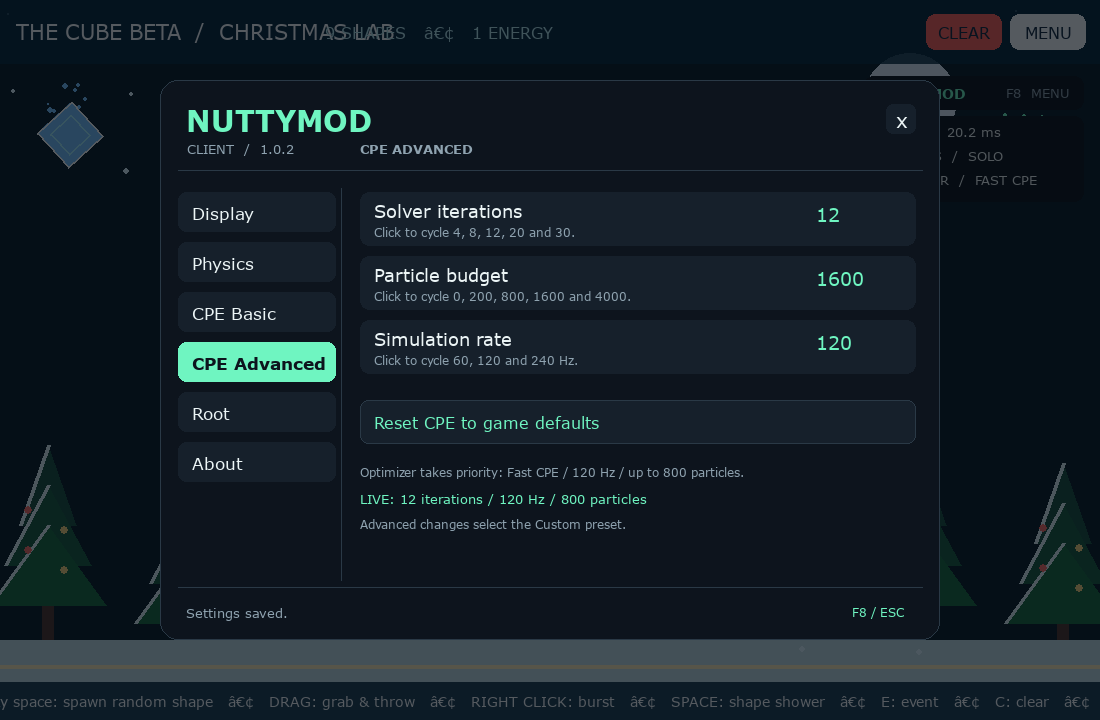 THE CUBE BETA / CHRISTMAS LAB SHAPES • 1 ENERGY
CLEAR
MENU
MOD F8 MENU
20.2 ms
/ SOLO
R / FAST CPE
NUTTYMOD
X
CLIENT / 1.0.2
CPE ADVANCED
Display
Physics
CPE Basic
CPE Advanced
Root
About
Solver iterations
12
Click to cycle 4, 8, 12, 20 and 30.
Particle budget
1600
Click to cycle 0, 200, 800, 1600 and 4000.
Simulation rate
120
Click to cycle 60, 120 and 240 Hz.
Reset CPE to game defaults
Optimizer takes priority: Fast CPE / 120 Hz / up to 800 particles.
LIVE: 12 iterations / 120 Hz / 800 particles
Advanced changes select the Custom preset.
Settings saved.
F8 / ESC
y space: spawn random shape • DRAG: grab & throw • RIGHT CLICK: burst • SPACE: shape shower • E: event • C: clear •